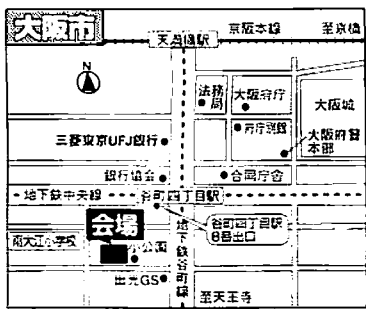 大阪市
天満橋駅
京阪本線
至京橋
N
法務局
大阪府庁
大阪城
府庁別館
大阪府警本部
三菱東京UFJ銀行
銀行協会
合同庁舎
地下鉄中央線
谷町四丁目駅
会場
谷町四丁目駅
8番出口
南大江小学校
小公園
地下鉄谷町線
出光GS
至天王寺